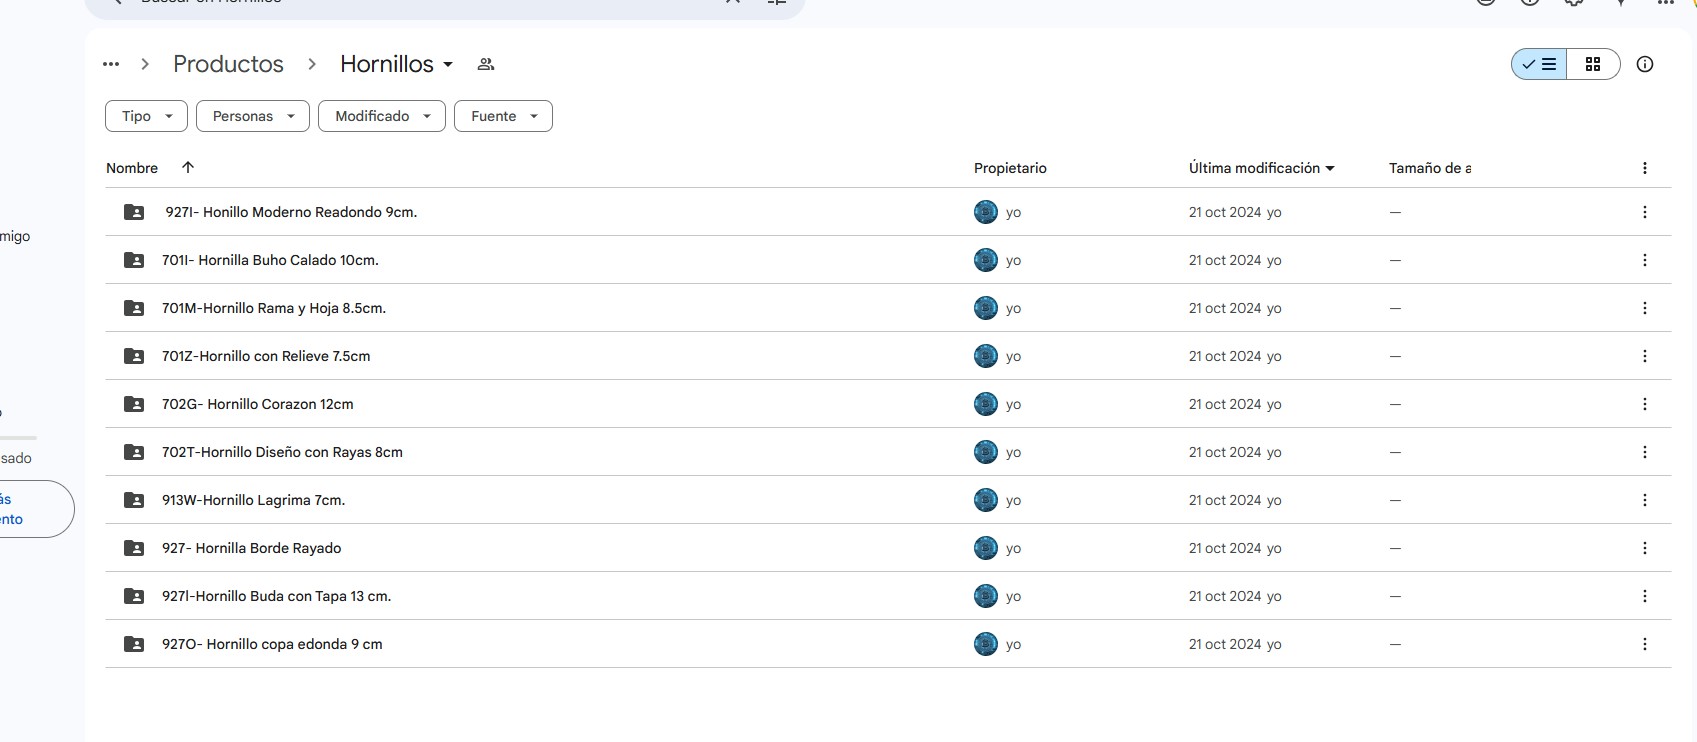 Productos
Hornillos
Tipo
Personas
Modificado
Fuente
Nombre
Propietario
Última modificación
Tamaño de a
927I- Honillo Moderno Readondo 9cm.
yo
21 oct 2024 yo
—
701I- Hornilla Buho Calado 10cm.
yo
21 oct 2024 yo
—
701M-Hornillo Rama y Hoja 8.5cm.
yo
21 oct 2024 yo
—
701Z-Hornillo con Relieve 7.5cm
yo
21 oct 2024 yo
—
702G- Hornillo Corazon 12cm
yo
21 oct 2024 yo
—
702T-Hornillo Diseño con Rayas 8cm
yo
21 oct 2024 yo
—
913W-Hornillo Lagrima 7cm.
yo
21 oct 2024 yo
—
927- Hornilla Borde Rayado
yo
21 oct 2024 yo
—
927l-Hornillo Buda con Tapa 13 cm.
yo
21 oct 2024 yo
—
927O- Hornillo copa edonda 9 cm
yo
21 oct 2024 yo
—
migo
o
sado
ás
ento